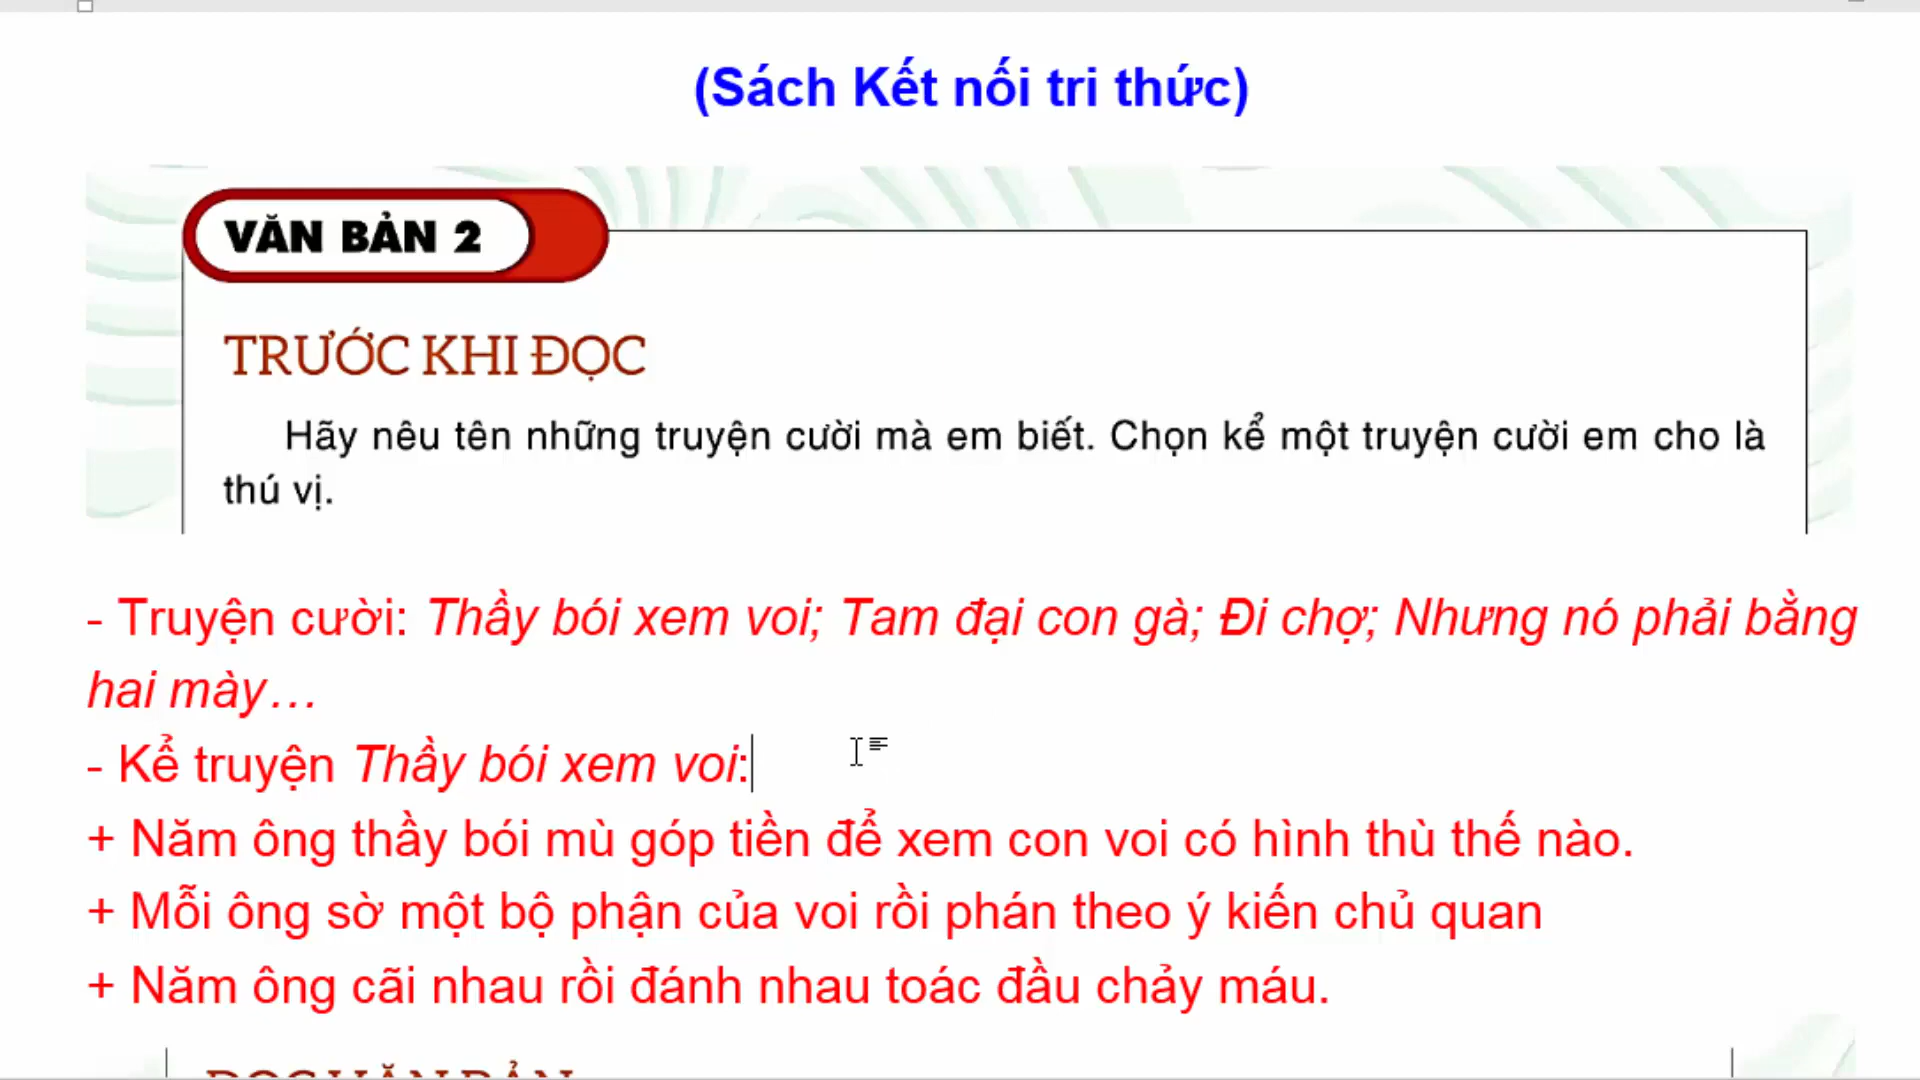 (Sách Kết nối tri thức)
VĂN BẢN 2
TRƯỚC KHI ĐỌC
Hãy nêu tên những truyện cười mà em biết. Chọn kể một truyện cười em cho là
thú vị.
- Truyện cười: Thầy bói xem voi; Tam đại con gà; Đi chợ; Nhưng nó phải bằng
hai mày…
- Kể truyện Thầy bói xem voi:
+ Năm ông thầy bói mù góp tiền để xem con voi có hình thù thế nào.
+ Mỗi ông sờ một bộ phận của voi rồi phán theo ý kiến chủ quan
+ Năm ông cãi nhau rồi đánh nhau toác đầu chảy máu.
ĐỌC VĂN BẢN